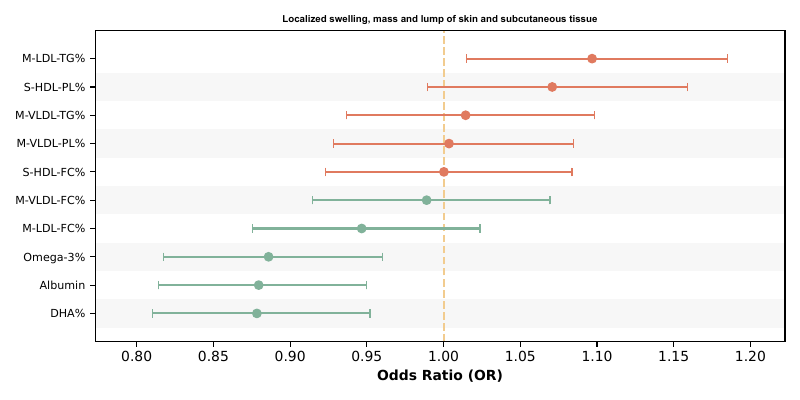 Localized swelling, mass and lump of skin and subcutaneous tissue
M-LDL-TG%
S-HDL-PL%
M-VLDL-TG%
M-VLDL-PL%
S-HDL-FC%
M-VLDL-FC%
M-LDL-FC%
Omega-3%
Albumin
DHA%
0.80 0.85 0.90 0.95 1.00 1.05 1.10 1.15 1.20
Odds Ratio (OR)